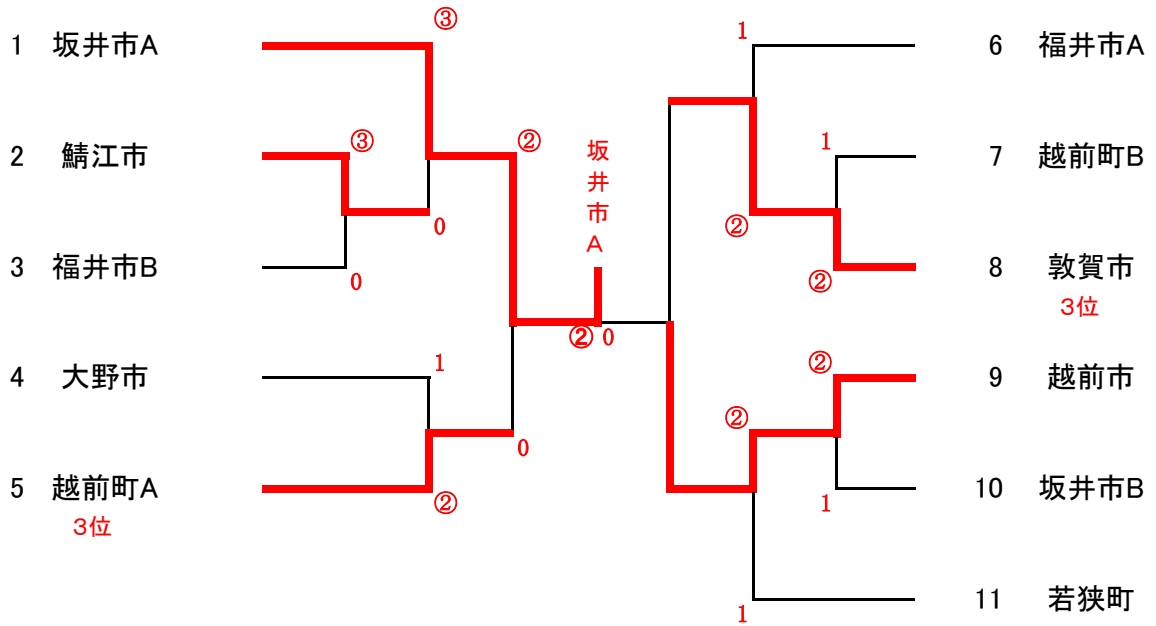 ③
1 坂井市A
1
6 福井市A
2 鯖江市
③
②
坂井市A
1
7 越前町B
0
②
3 福井市B
0
②
8 敦賀市
3位
② 0
4 大野市
1
②
9 越前市
0
②
5 越前町A
②
1
10 坂井市B
3位
1
11 若狭町